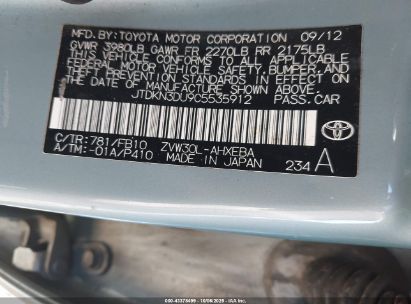 MFD. BY: TOYOTA MOTOR CORPORATION 09/12
GVWR 3980LB GAWR FR 2270LB RR 2175LB
THIS VEHICLE CONFORMS TO ALL APPLICABLE
FEDERAL MOTOR VEHICLE SAFETY, BUMPER, AND
THEFT PREVENTION STANDARDS IN EFFECT ON
THE DATE OF MANUFACTURE SHOWN ABOVE.
JTDKN3DU9C5535912 PASS.CAR
C/TR: 781/FB10 ZVW30L-AHXEBA
A/TM: -01A/P410 MADE IN JAPAN 234 A
TOYOTA